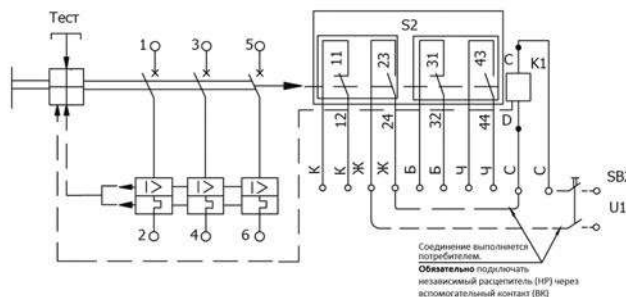 Тест
S2
1 3 5
11 23 31 43
C K1
D
12 24 32 44
К К Ж Ж Б Б Ч Ч С С
SB2
U1
I> I> I>
2 4 6
Соединение выполняется
потребителем.
Обязательно подключать
независимый расцепитель (НР) через
вспомогательный контакт (ВК)